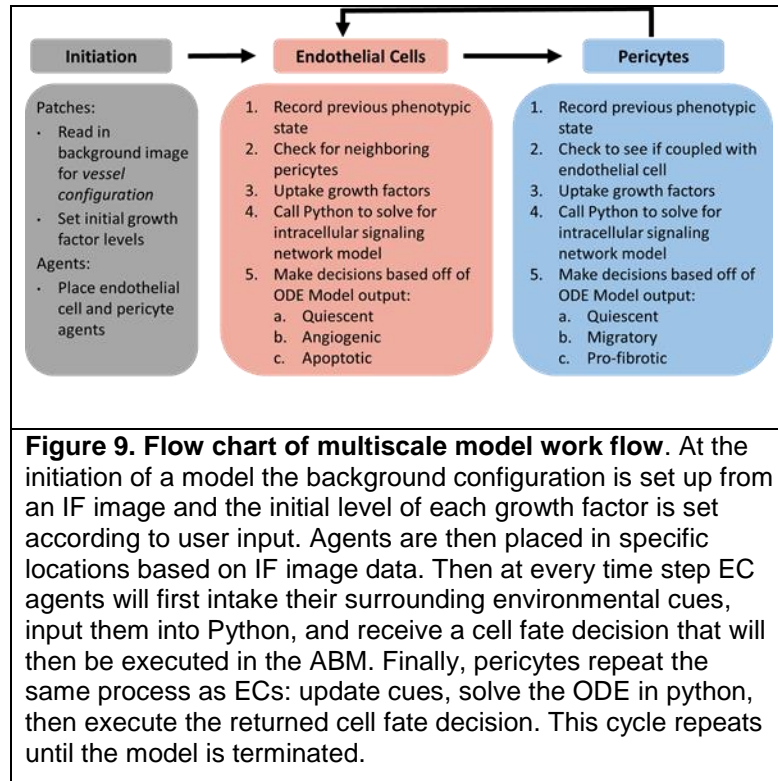 Initiation
Patches:
· Read in
background image
for vessel
configuration
· Set initial growth
factor levels
Agents:
· Place endothelial
cell and pericyte
agents
Endothelial Cells
1. Record previous phenotypic
state
2. Check for neighboring
pericytes
3. Uptake growth factors
4. Call Python to solve for
intracellular signaling
network model
5. Make decisions based off of
ODE Model output:
a. Quiescent
b. Angiogenic
c. Apoptotic
Pericytes
1. Record previous phenotypic
state
2. Check to see if coupled with
endothelial cell
3. Uptake growth factors
4. Call Python to solve for
intracellular signaling
network model
5. Make decisions based off of
ODE Model output:
a. Quiescent
b. Migratory
c. Pro-fibrotic
Figure 9. Flow chart of multiscale model work flow. At the
initiation of a model the background configuration is set up from
an IF image and the initial level of each growth factor is set
according to user input. Agents are then placed in specific
locations based on IF image data. Then at every time step EC
agents will first intake their surrounding environmental cues,
input them into Python, and receive a cell fate decision that will
then be executed in the ABM. Finally, pericytes repeat the
same process as ECs: update cues, solve the ODE in python,
then execute the returned cell fate decision. This cycle repeats
until the model is terminated.